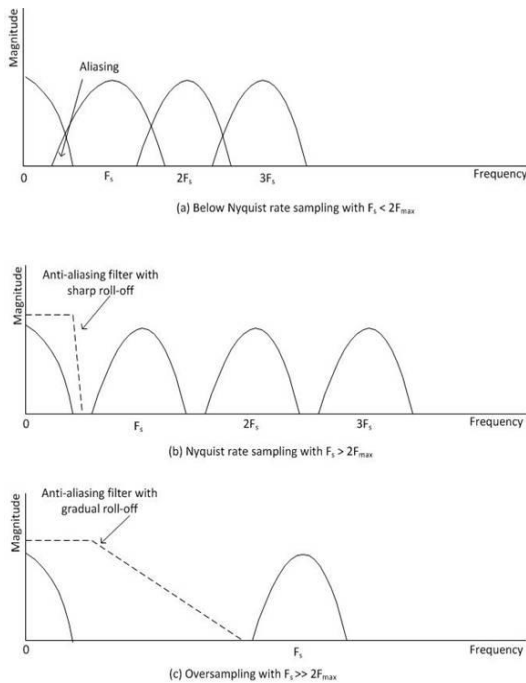 Magnitude
Aliasing
0
Fs
2Fs
3Fs
Frequency
(a) Below Nyquist rate sampling with Fs < 2Fmax
Magnitude
Anti-aliasing filter with
sharp roll-off
0
Fs
2Fs
3Fs
Frequency
(b) Nyquist rate sampling with Fs > 2Fmax
Magnitude
Anti-aliasing filter with
gradual roll-off
0
Fs
Frequency
(c) Oversampling with Fs >> 2Fmax